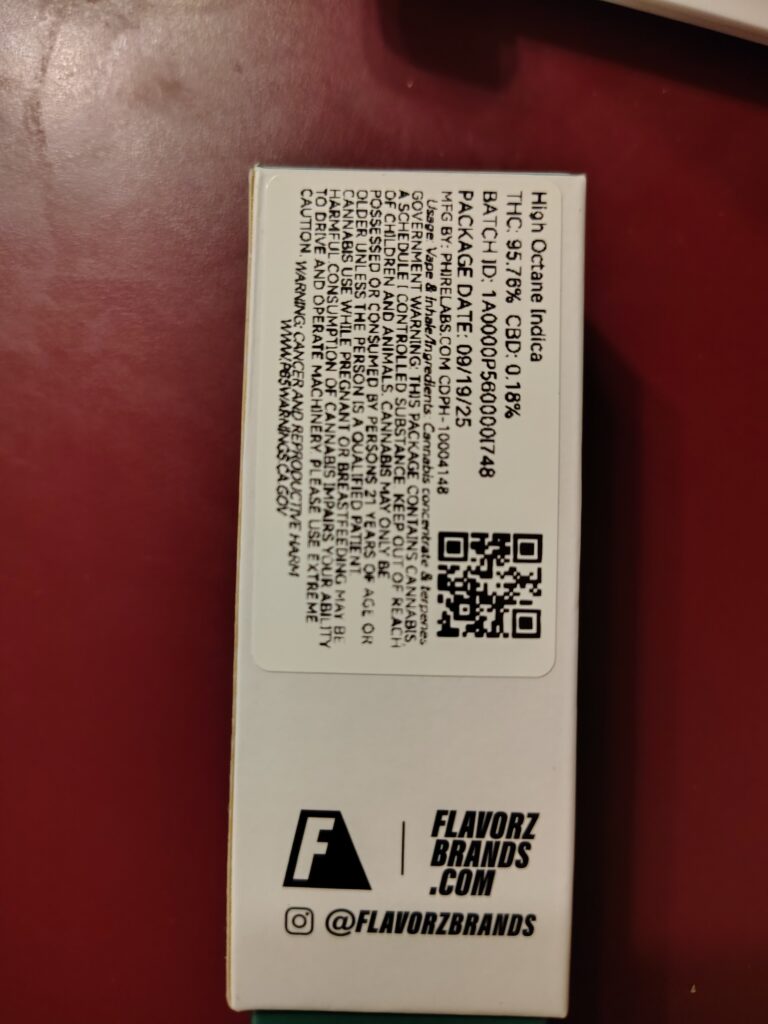 High Octane Indica
THC: 95.76% CBD: 0.18%
BATCH ID: 1A0000P560000I748
PACKAGE DATE: 09/19/25
MFG BY: PHIRELABS.COM CDPH-10004148
Usage: Vape & Inhale/Ingredients: Cannabis concentrate & terpenes
GOVERNMENT WARNING: THIS PACKAGE CONTAINS CANNABIS,
A SCHEDULE I CONTROLLED SUBSTANCE. KEEP OUT OF REACH
OF CHILDREN AND ANIMALS. CANNABIS MAY ONLY BE
POSSESSED OR CONSUMED BY PERSONS 21 YEARS OF AGE OR
OLDER UNLESS THE PERSON IS A QUALIFIED PATIENT.
CANNABIS USE WHILE PREGNANT OR BREASTFEEDING MAY BE
HARMFUL. CONSUMPTION OF CANNABIS IMPAIRS YOUR ABILITY
TO DRIVE AND OPERATE MACHINERY. PLEASE USE EXTREME
CAUTION. WARNING: CANCER AND REPRODUCTIVE HARM
WWW.P65WARNINGS.CA.GOV
F
FLAVORZ
BRANDS
.COM
@FLAVORZBRANDS